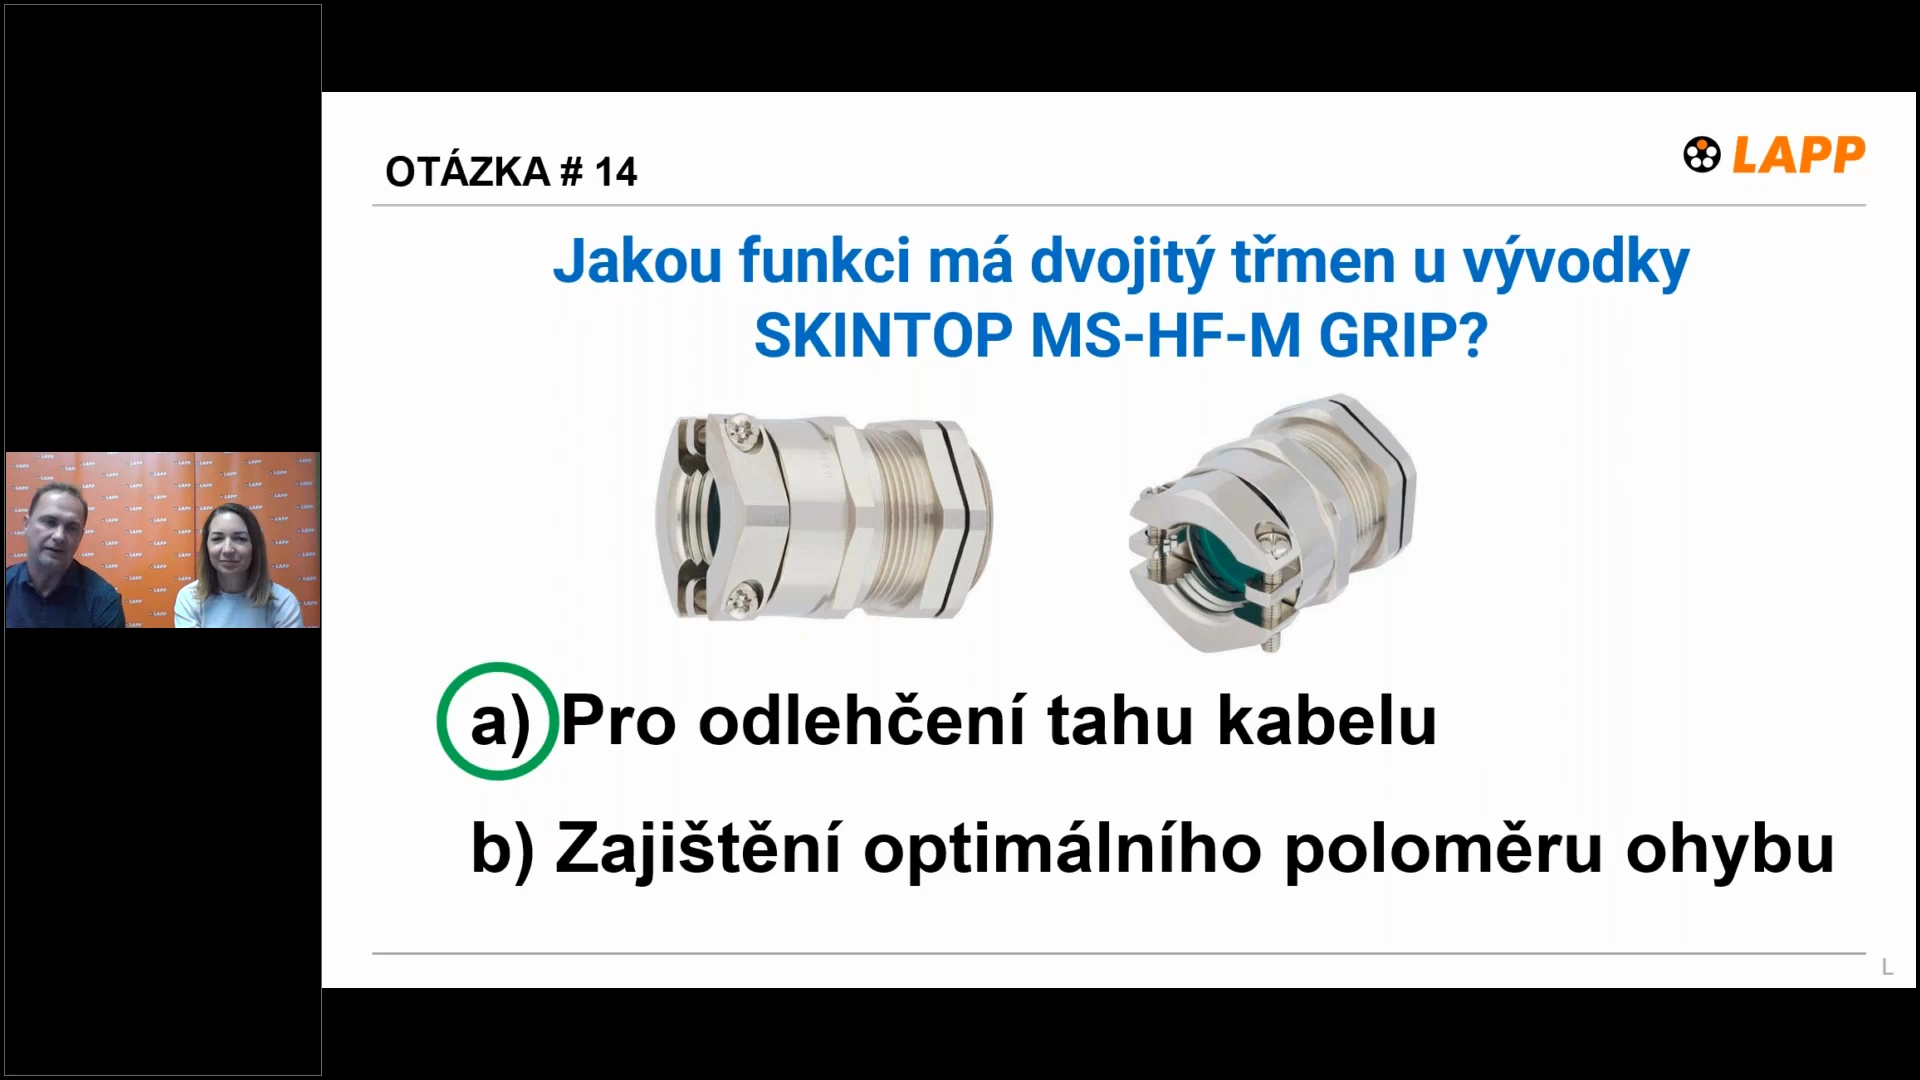 OTÁZKA # 14
LAPP
Jakou funkci má dvojitý třmen u vývodky
SKINTOP MS-HF-M GRIP?
a) Pro odlehčení tahu kabelu
b) Zajištění optimálního poloměru ohybu
L